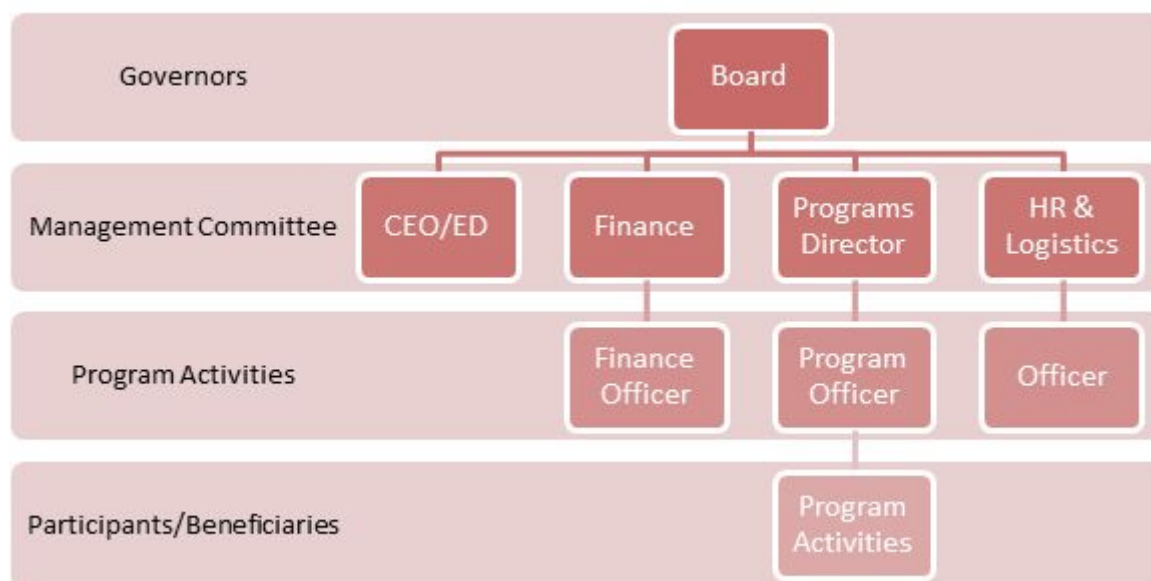 Governors
Board
Management Committee
CEO/ED
Finance
Programs
Director
HR &
Logistics
Program Activities
Finance
Officer
Program
Officer
Officer
Participants/Beneficiaries
Program
Activities